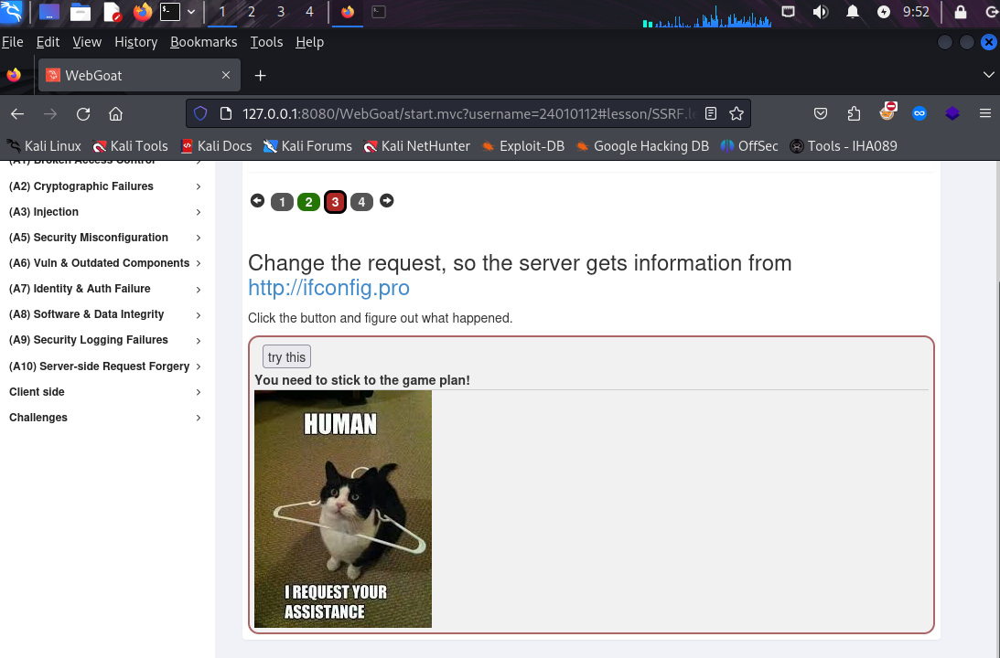 1 2 3 4 9:52
File Edit View History Bookmarks Tools Help
WebGoat
127.0.0.1:8080/WebGoat/start.mvc?username=24010112#lesson/SSRF.le
Kali Linux Kali Tools Kali Docs Kali Forums Kali NetHunter Exploit-DB Google Hacking DB OffSec Tools - IHA089
(A1) Broken Access Control
(A2) Cryptographic Failures
(A3) Injection
(A5) Security Misconfiguration
(A6) Vuln & Outdated Components
(A7) Identity & Auth Failure
(A8) Software & Data Integrity
(A9) Security Logging Failures
(A10) Server-side Request Forgery
Client side
Challenges
1 2 3 4
Change the request, so the server gets information from
http://ifconfig.pro
Click the button and figure out what happened.
try this
You need to stick to the game plan!
HUMAN
I REQUEST YOUR
ASSISTANCE